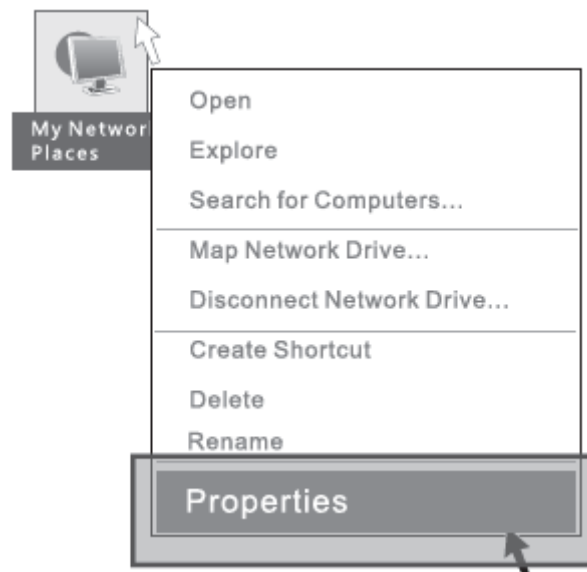 My Networ
Places
Open
Explore
Search for Computers...
Map Network Drive...
Disconnect Network Drive...
Create Shortcut
Delete
Rename
Properties